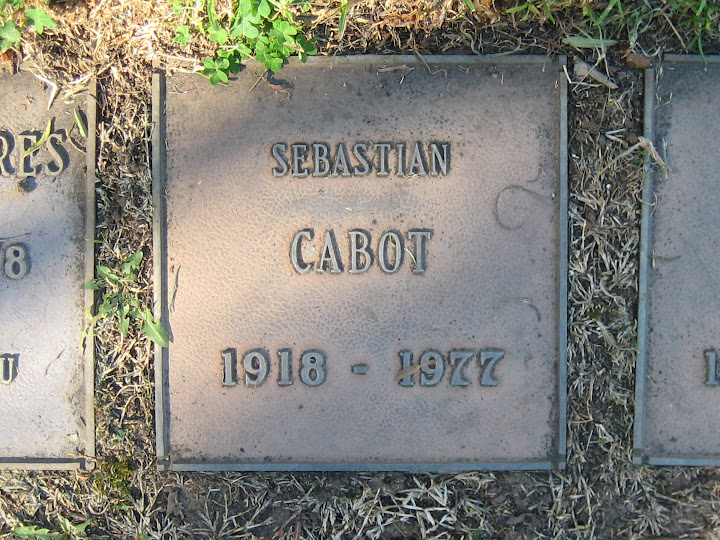 SEBASTIAN
CABOT
1918 - 1977